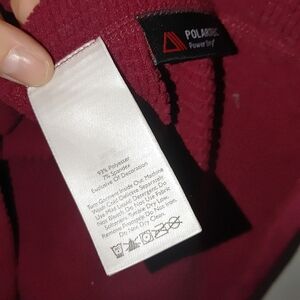 POLARTEC
Power Dry®
93% Polyester
7% Spandex
Exclusive Of Decoration
Turn Garment Inside Out. Machine
Wash Cold Delicate Separately.
Use Mild Liquid Detergent. Do
Not Bleach. Do Not Use Fabric
Softeners. Tumble Dry Low.
Remove Promptly. Do Not Iron.
Do Not Dry Clean.